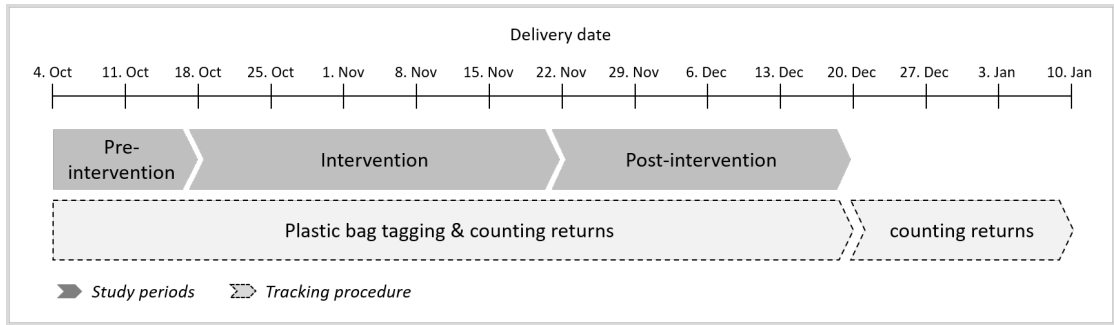 Delivery date
4. Oct 11. Oct 18. Oct 25. Oct 1. Nov 8. Nov 15. Nov 22. Nov 29. Nov 6. Dec 13. Dec 20. Dec 27. Dec 3. Jan 10. Jan
Pre-
intervention
Intervention
Post-intervention
Plastic bag tagging & counting returns
counting returns
Study periods
Tracking procedure